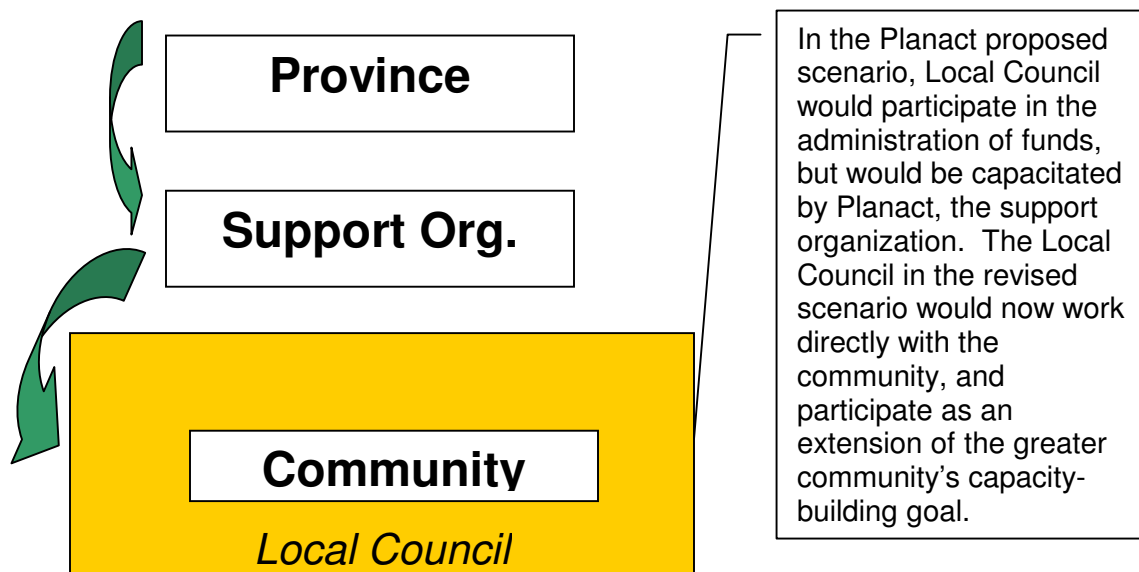 Province
Support Org.
Community
Local Council
In the Planact proposed
scenario, Local Council
would participate in the
administration of funds,
but would be capacitated
by Planact, the support
organization.  The Local
Council in the revised
scenario would now work
directly with the
community, and
participate as an
extension of the greater
community's capacity-
building goal.